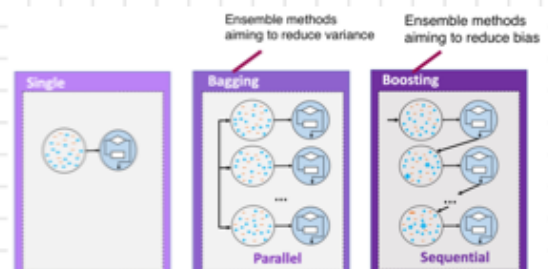 Ensemble methods
aiming to reduce variance
Ensemble methods
aiming to reduce bias
Single
Bagging
Boosting
...
...
Parallel
Sequential